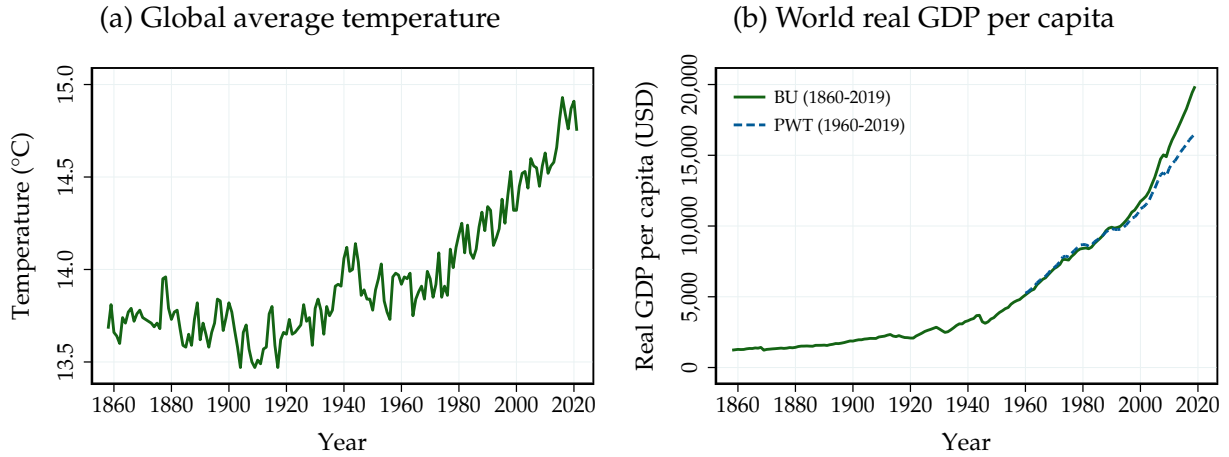 (a) Global average temperature
Temperature (°C)
15.0
14.5
14.0
13.5
1860 1880 1900 1920 1940 1960 1980 2000 2020
Year
(b) World real GDP per capita
Real GDP per capita (USD)
20,000
15,000
10,000
5,000
0
BU (1860-2019)
PWT (1960-2019)
1860 1880 1900 1920 1940 1960 1980 2000 2020
Year